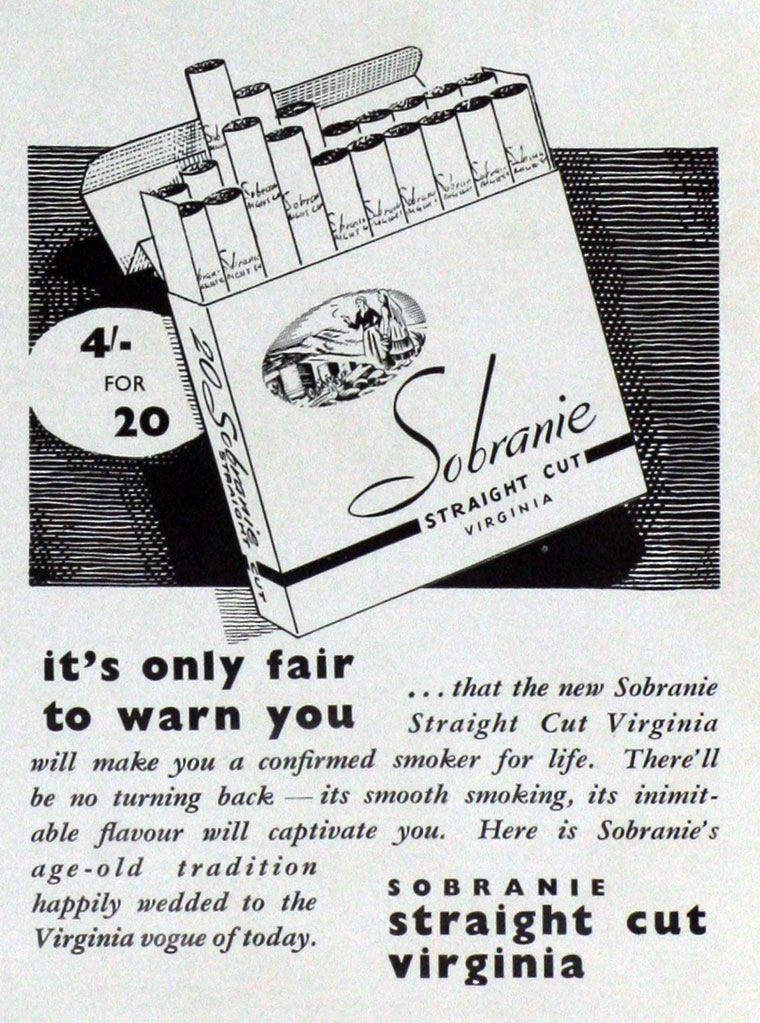 4/-
FOR
20
20 Sobranie
STRAIGHT CUT
Sobranie
STRAIGHT CUT
VIRGINIA
it's only fair
to warn you
... that the new Sobranie
Straight Cut Virginia
will make you a confirmed smoker for life. There'll
be no turning back — its smooth smoking, its inimit-
able flavour will captivate you. Here is Sobranie's
age-old tradition
happily wedded to the
Virginia vogue of today.
SOBRANIE
straight cut
virginia